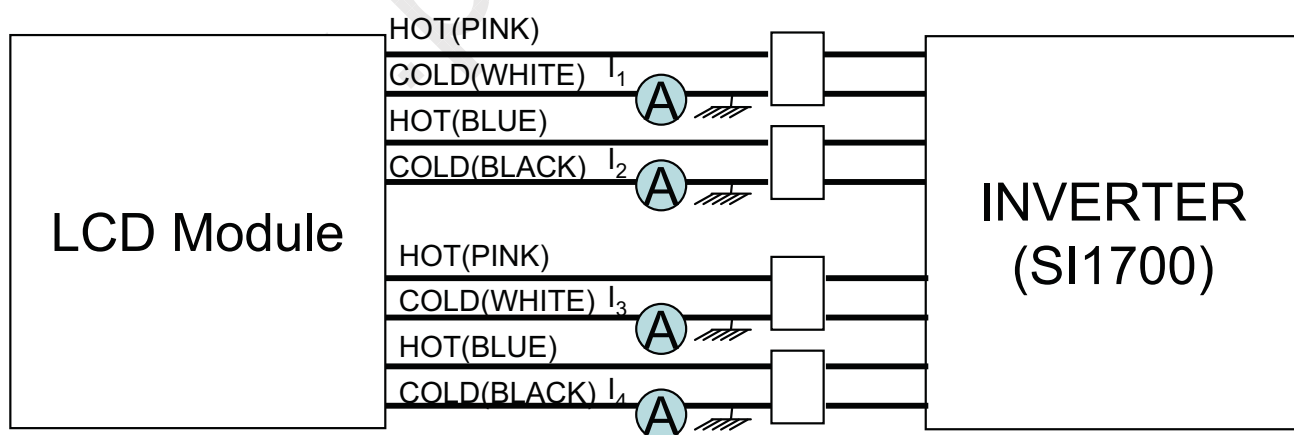 HOT(PINK)
COLD(WHITE) I₁
A
HOT(BLUE)
COLD(BLACK) I₂
A
LCD Module
INVERTER
(SI1700)
HOT(PINK)
COLD(WHITE) I₃
A
HOT(BLUE)
COLD(BLACK) I₄
A